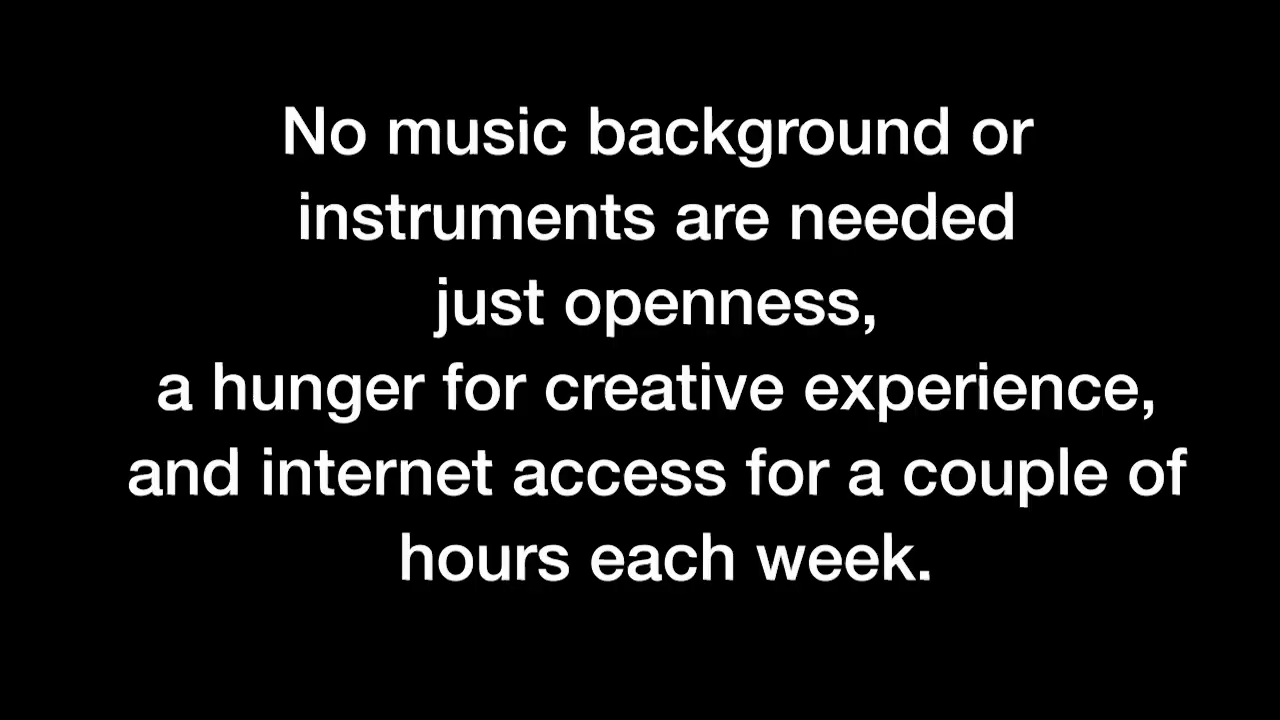 No music background or
instruments are needed
just openness,
a hunger for creative experience,
and internet access for a couple of
hours each week.